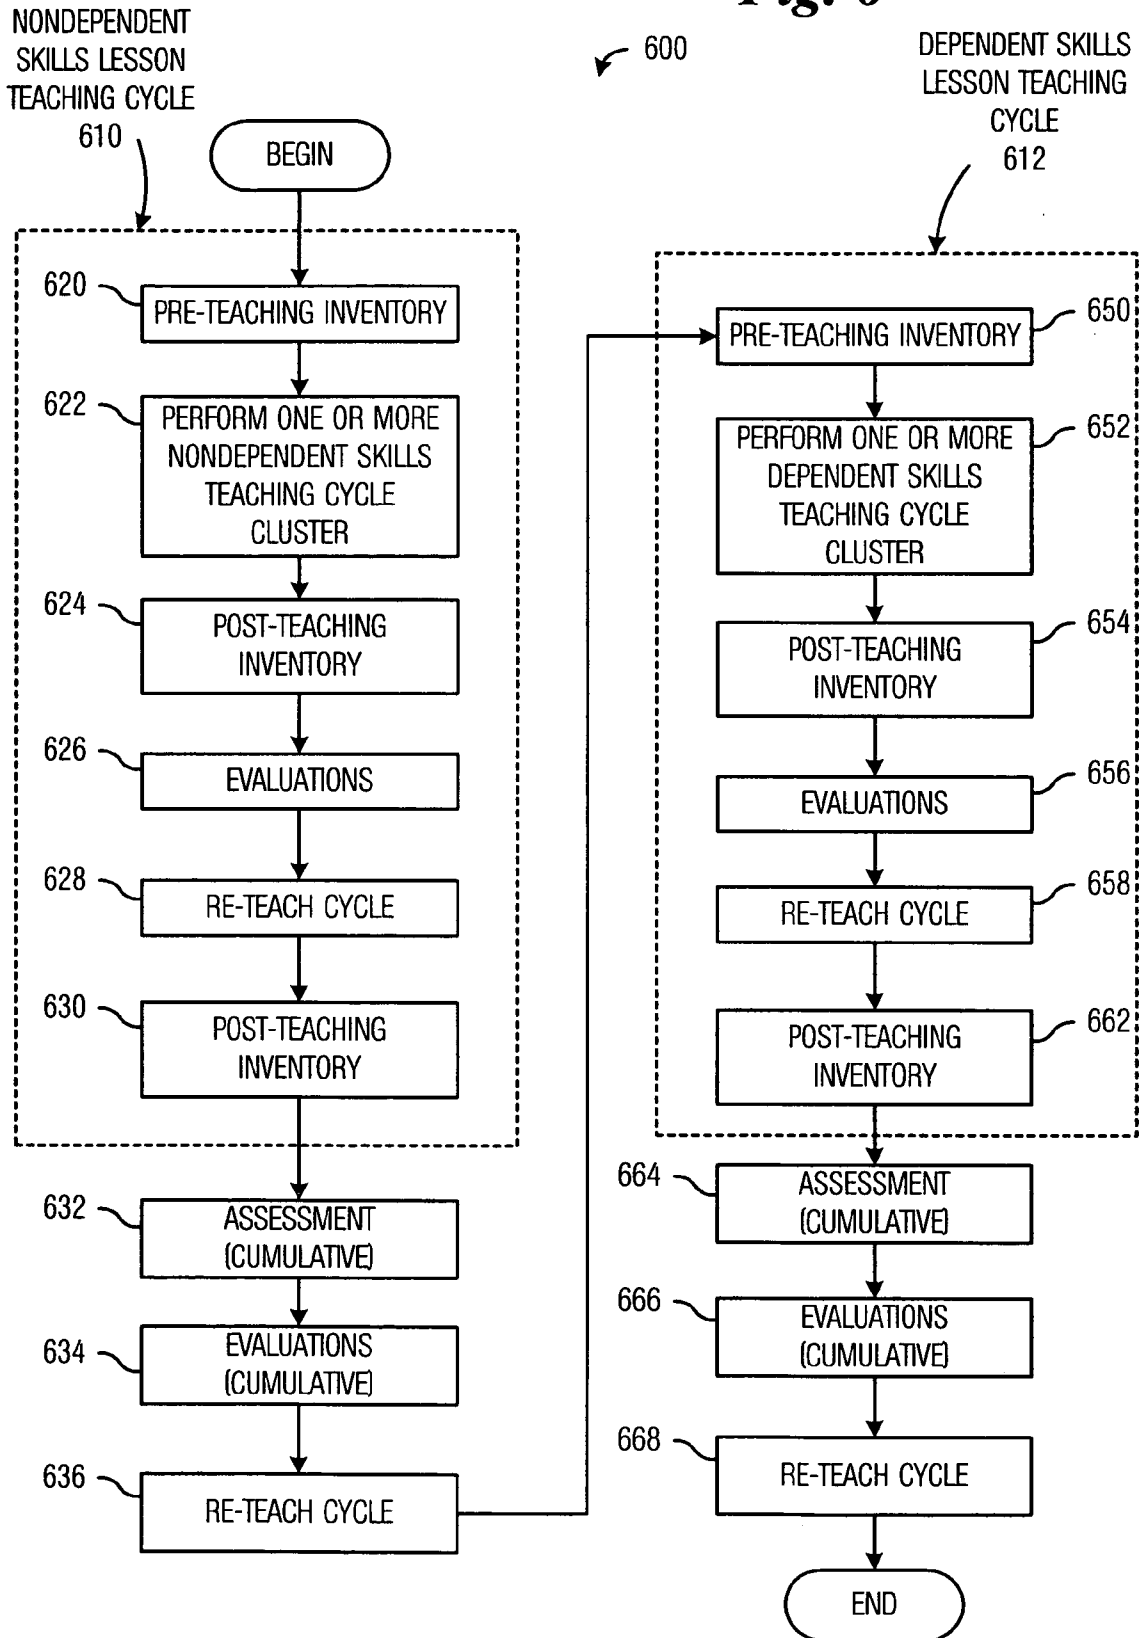 Fig. 6
600
NONDEPENDENT
SKILLS LESSON
TEACHING CYCLE
610
BEGIN
620
PRE-TEACHING INVENTORY
622
PERFORM ONE OR MORE
NONDEPENDENT SKILLS
TEACHING CYCLE
CLUSTER
624
POST-TEACHING
INVENTORY
626
EVALUATIONS
628
RE-TEACH CYCLE
630
POST-TEACHING
INVENTORY
632
ASSESSMENT
(CUMULATIVE)
634
EVALUATIONS
(CUMULATIVE)
636
RE-TEACH CYCLE
DEPENDENT SKILLS
LESSON TEACHING
CYCLE
612
PRE-TEACHING INVENTORY
650
PERFORM ONE OR MORE
DEPENDENT SKILLS
TEACHING CYCLE
CLUSTER
652
POST-TEACHING
INVENTORY
654
EVALUATIONS
656
RE-TEACH CYCLE
658
POST-TEACHING
INVENTORY
662
664
ASSESSMENT
(CUMULATIVE)
666
EVALUATIONS
(CUMULATIVE)
668
RE-TEACH CYCLE
END